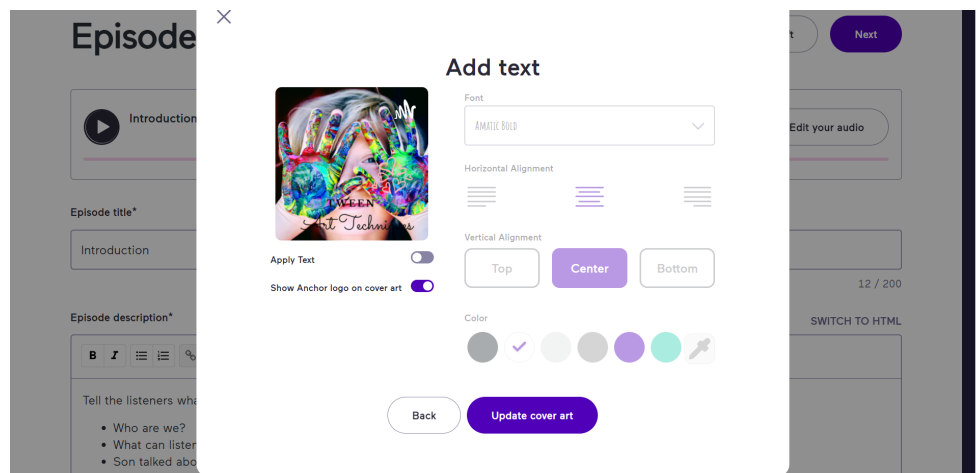 Episode
t
Next
Add text
Introduction
Edit your audio
Font
Amatic Bold
Horizontal Alignment
TWEEN
Art Techniques
Vertical Alignment
Top
Center
Bottom
Apply Text
Show Anchor logo on cover art
Color
Back
Update cover art
Episode title*
Introduction
12 / 200
Episode description*
SWITCH TO HTML
B I
Tell the listeners wha
Who are we?
What can listen
Son talked abo